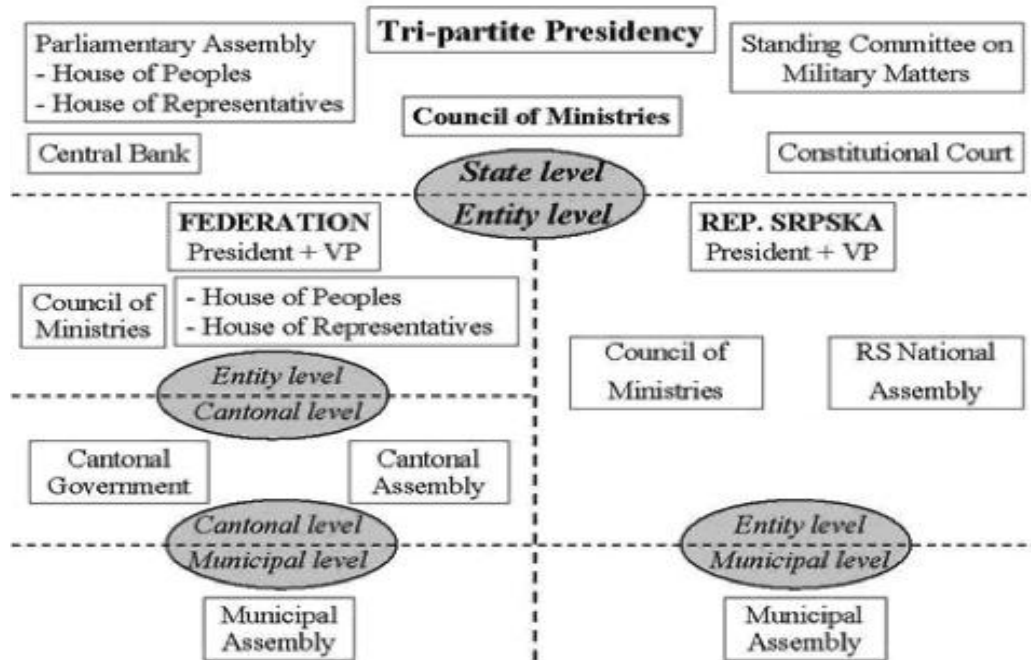 Tri-partite Presidency
Parliamentary Assembly
- House of Peoples
- House of Representatives
Standing Committee on
Military Matters
Council of Ministries
Central Bank
Constitutional Court
State level
Entity level
FEDERATION
President + VP
REP. SRPSKA
President + VP
Council of
Ministries
- House of Peoples
- House of Representatives
Council of
Ministries
RS National
Assembly
Entity level
Cantonal level
Cantonal
Government
Cantonal
Assembly
Cantonal level
Municipal level
Entity level
Municipal level
Municipal
Assembly
Municipal
Assembly